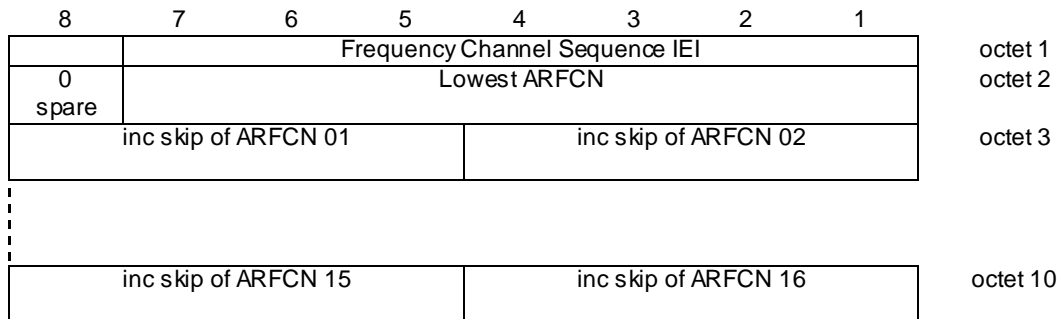 8 7 6 5 4 3 2 1
Frequency Channel Sequence IEI octet 1
0 Lowest ARFCN octet 2
spare
inc skip of ARFCN 01 inc skip of ARFCN 02 octet 3
inc skip of ARFCN 15 inc skip of ARFCN 16 octet 10